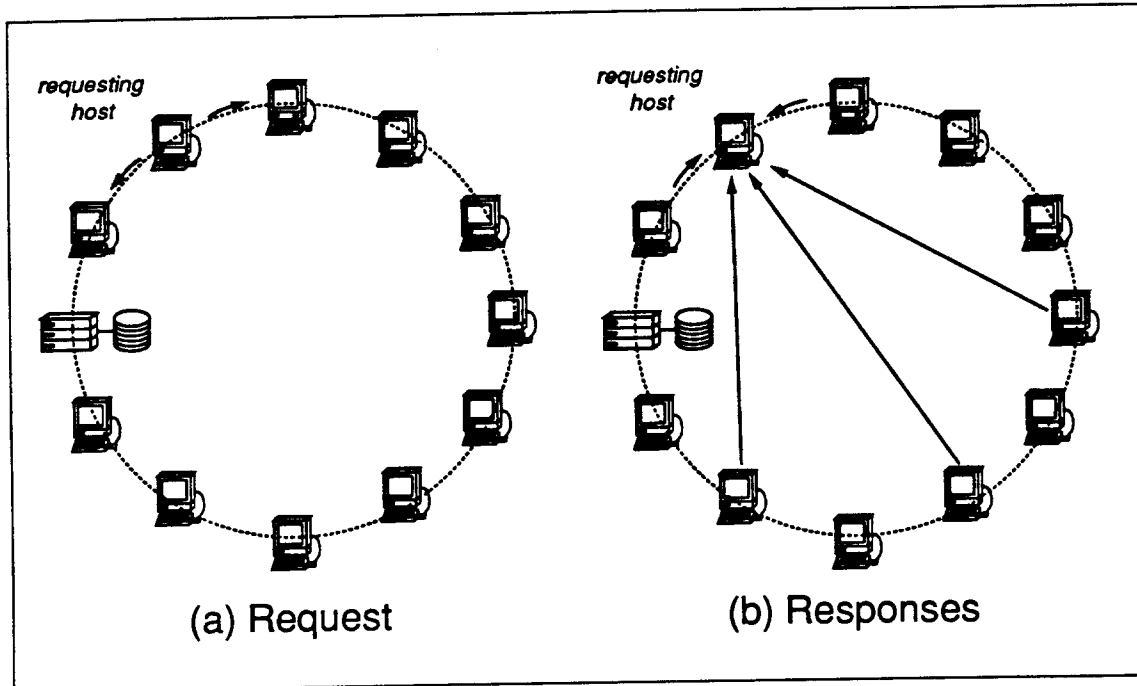 requesting
host
requesting
host
(a) Request
(b) Responses